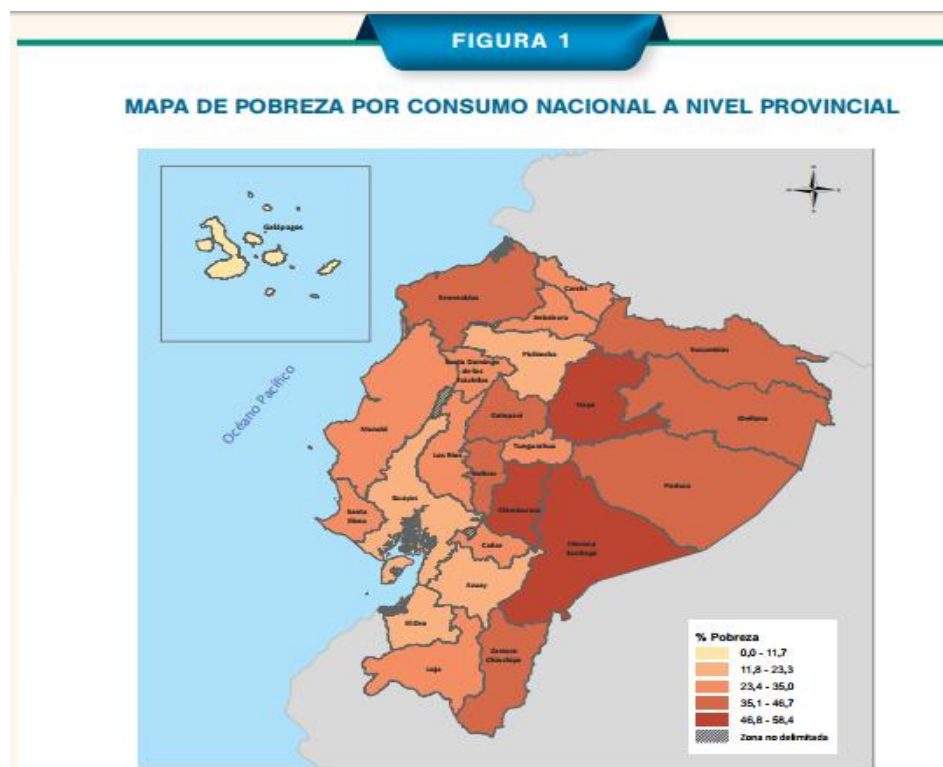 FIGURA 1
MAPA DE POBREZA POR CONSUMO NACIONAL A NIVEL PROVINCIAL
Galápagos
Océano Pacífico
Esmeraldas
Carchi
Imbabura
Pichincha
Sucumbíos
Santo Domingo
de los
Tsáchilas
Napo
Orellana
Manabí
Cotopaxi
Los Ríos
Tungurahua
Bolívar
Pastaza
Guayas
Santa
Elena
Chimborazo
Morona
Santiago
Cañar
Azuay
El Oro
Zamora
Chinchipe
Loja
% Pobreza
0,0 - 11,7
11,8 - 23,3
23,4 - 35,0
35,1 - 46,7
46,8 - 58,4
Zona no delimitada